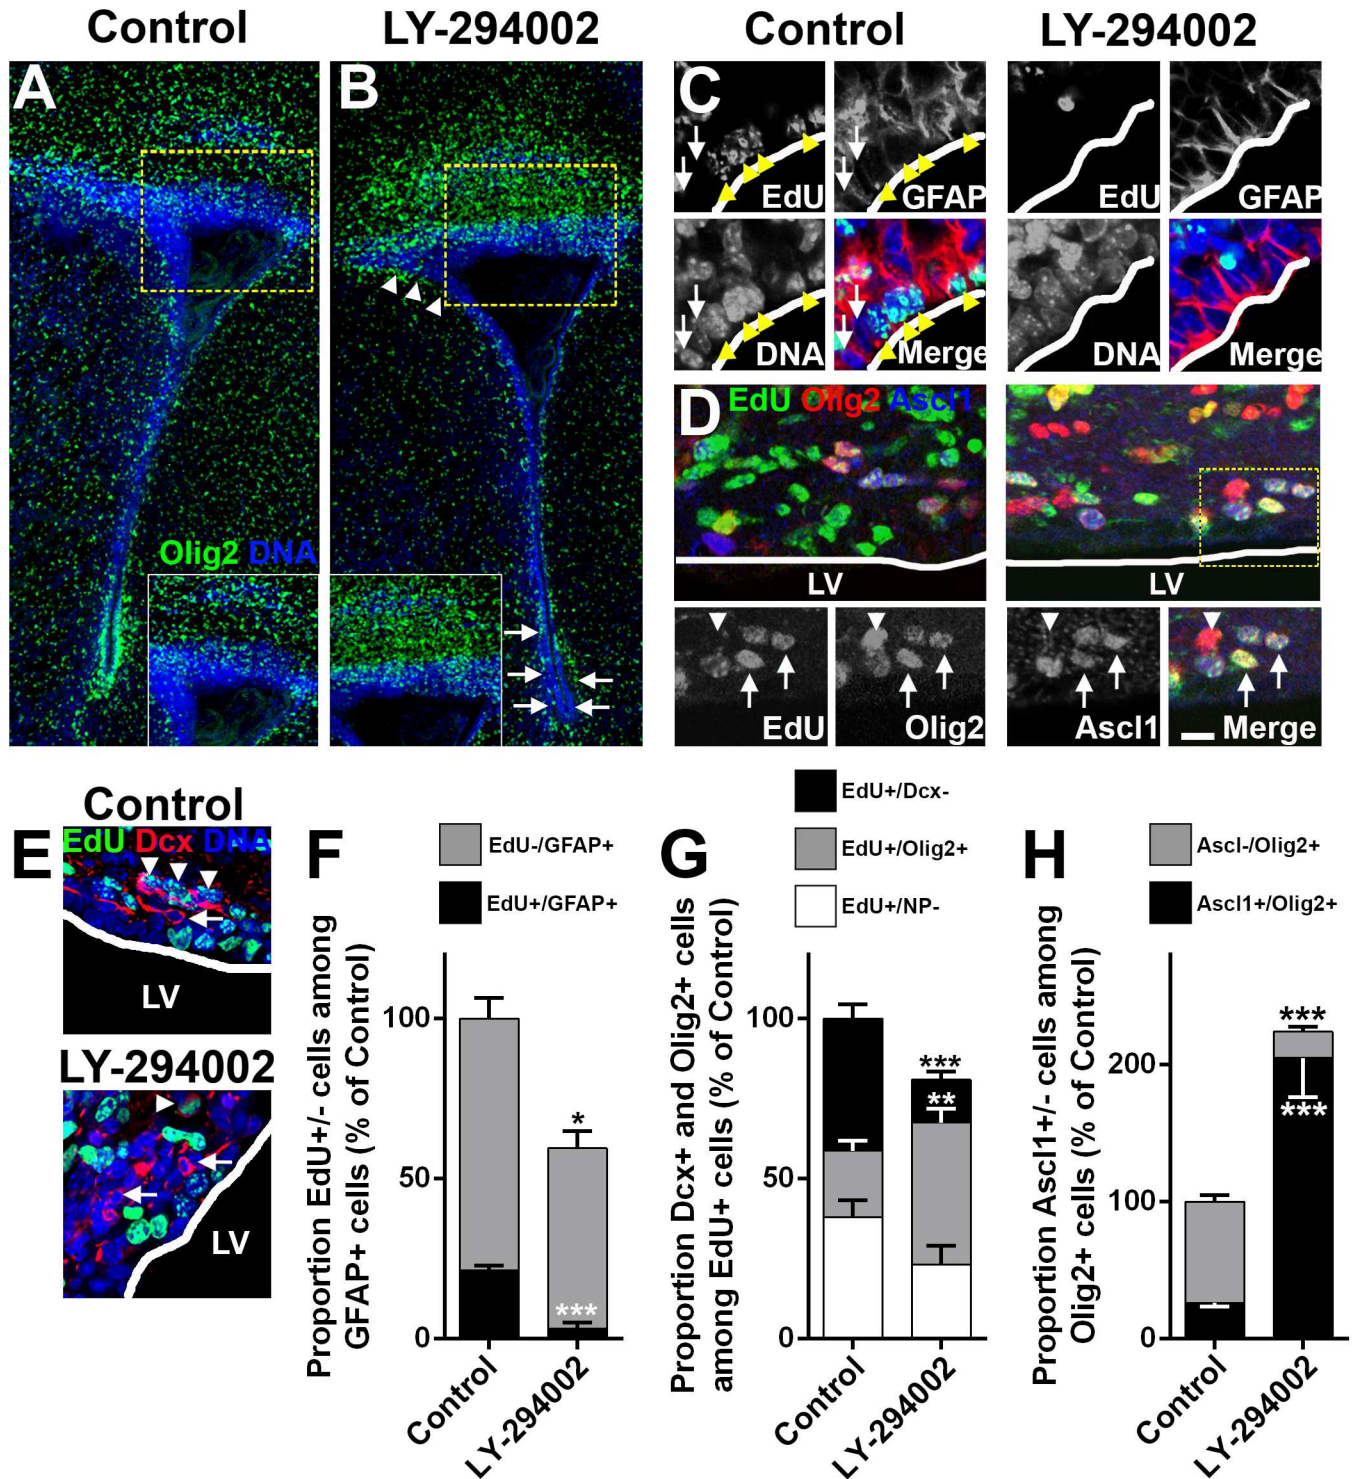 Control
LY-294002
Control
LY-294002
A
B
C
EdU
GFAP
EdU
GFAP
DNA
Merge
DNA
Merge
D
EdU Olig2 Ascl1
LV
LV
Olig2 DNA
EdU
Olig2
Ascl1
Merge
Control
E
EdU Dcx DNA
LV
LY-294002
LV
F
EdU-/GFAP+
EdU+/GFAP+
Proportion EdU+/- cells among
GFAP+ cells (% of Control)
100
50
0
*
***
Control
LY-294002
G
EdU+/Dcx-
EdU+/Olig2+
EdU+/NP-
Proportion Dcx+ and Olig2+ cells
among EdU+ cells (% of Control)
100
50
0
***
**
Control
LY-294002
H
Ascl-/Olig2+
Ascl1+/Olig2+
Proportion Ascl1+/- cells among
Olig2+ cells (% of Control)
200
100
0
***
***
Control
LY-294002